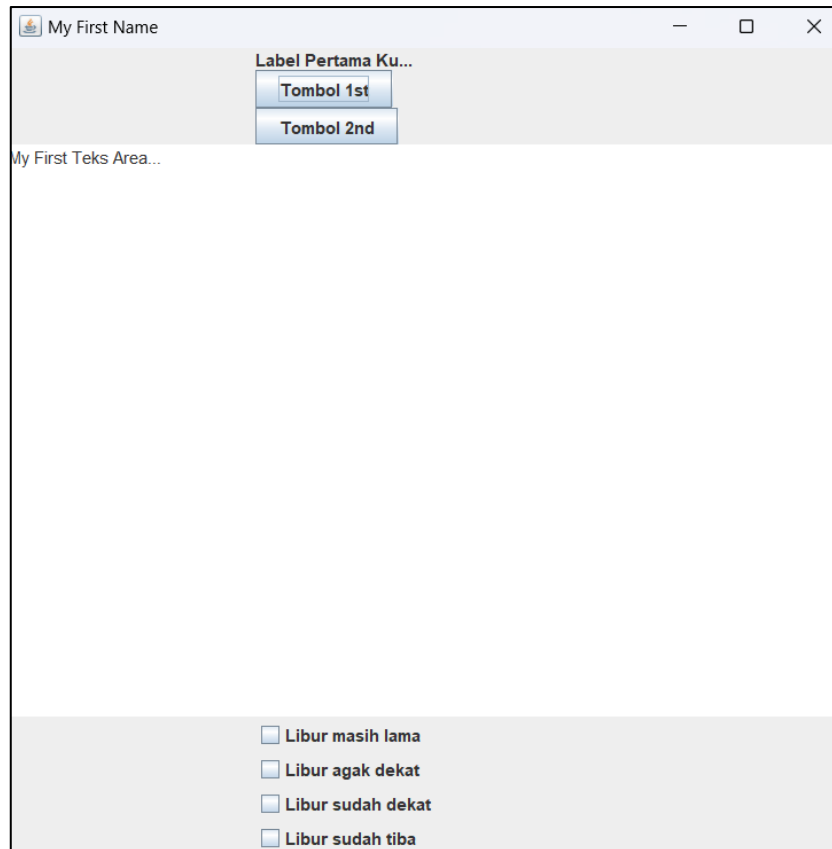 My First Name
Label Pertama Ku...
Tombol 1st
Tombol 2nd
My First Teks Area...
Libur masih lama
Libur agak dekat
Libur sudah dekat
Libur sudah tiba